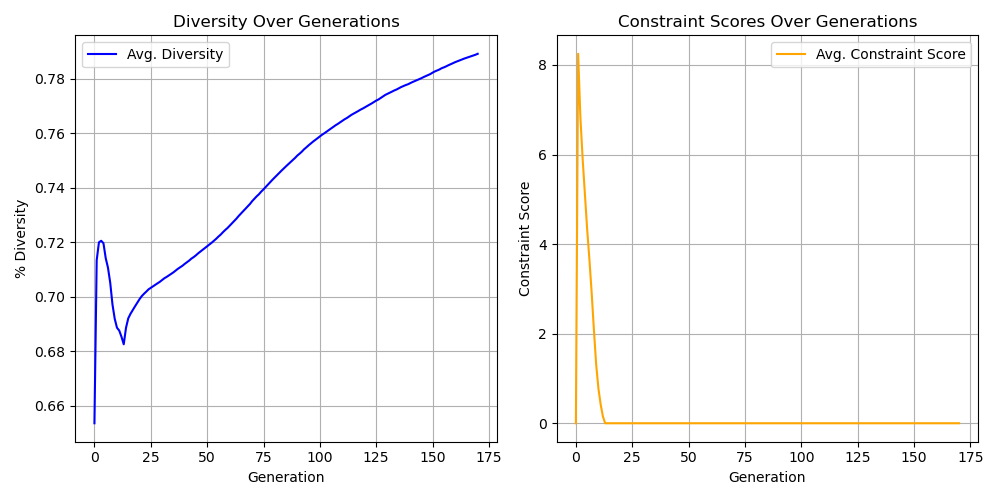 Diversity Over Generations
Avg. Diversity
% Diversity
0.78
0.76
0.74
0.72
0.70
0.68
0.66
0 25 50 75 100 125 150 175
Generation
Constraint Scores Over Generations
Avg. Constraint Score
Constraint Score
8
6
4
2
0
0 25 50 75 100 125 150 175
Generation